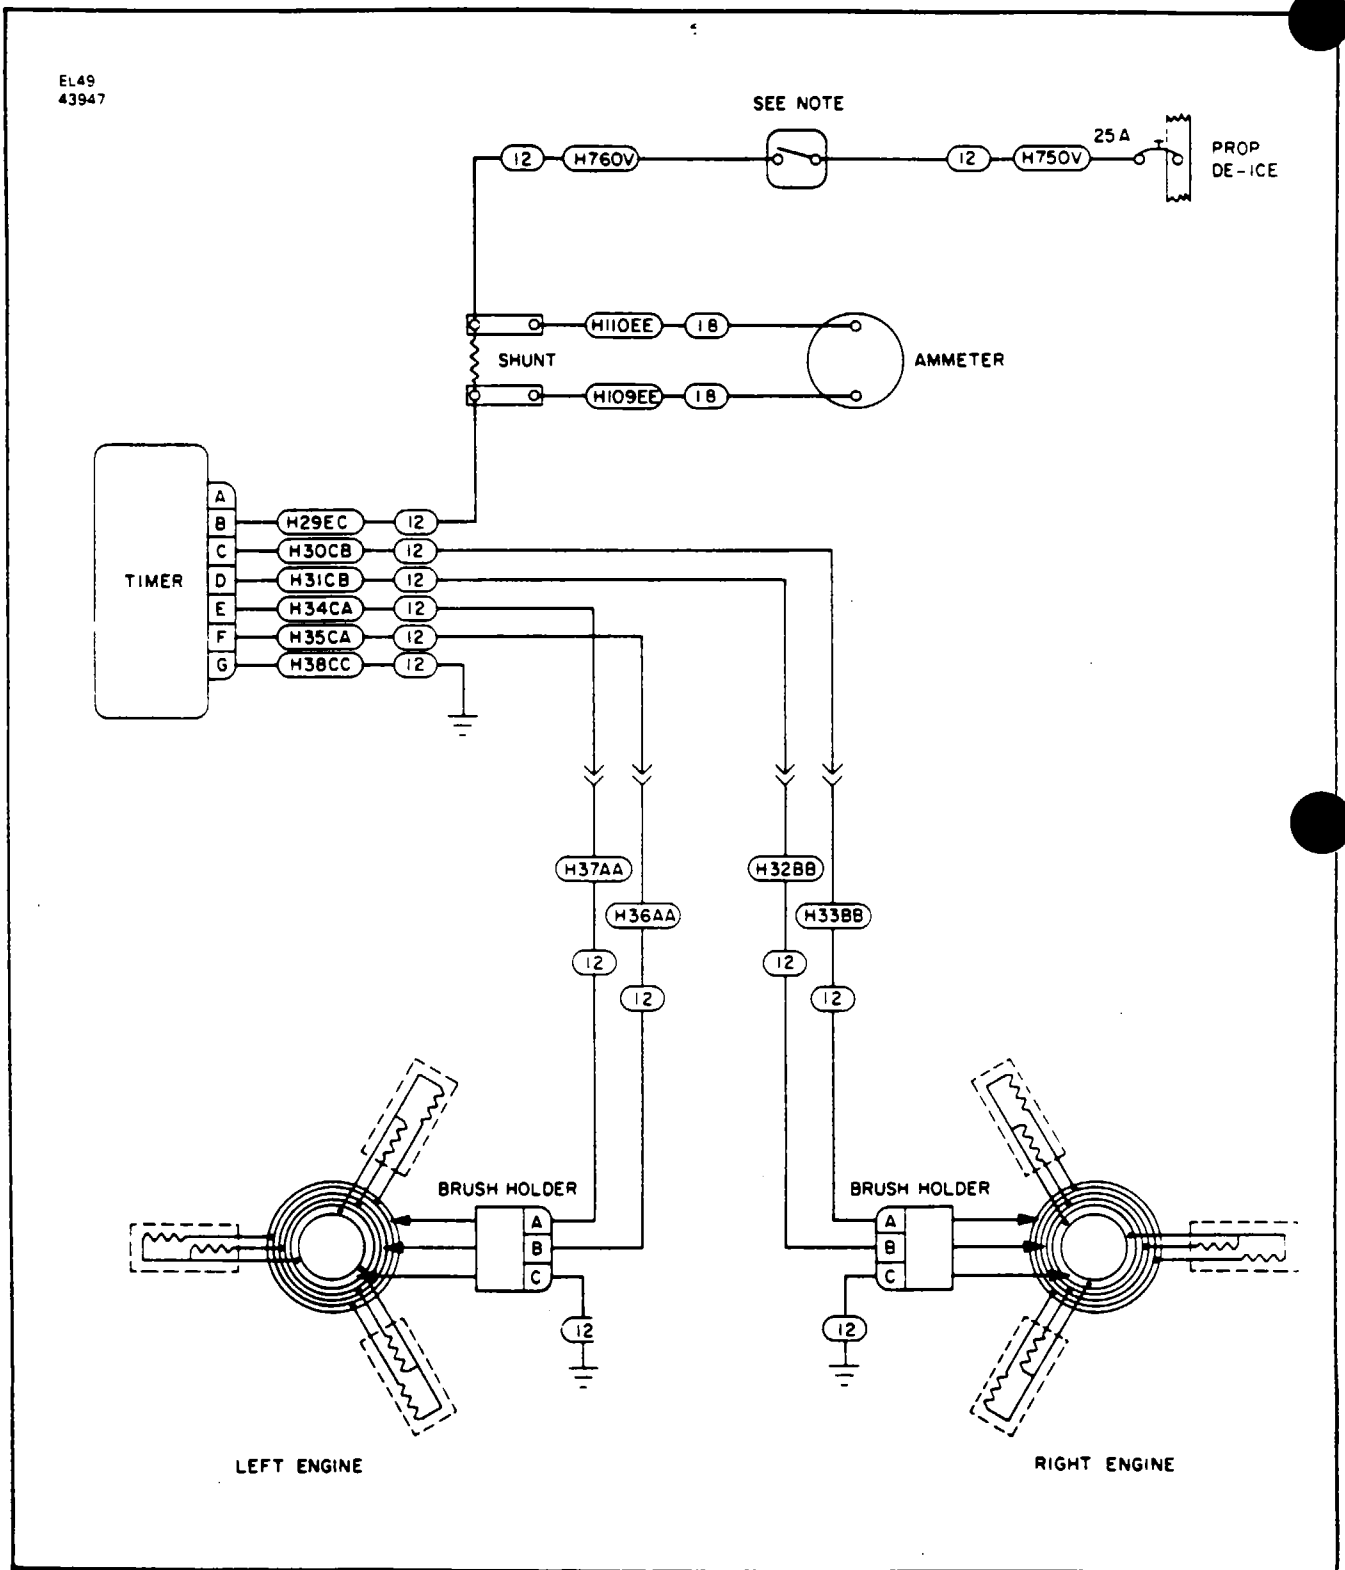 EL49
43947
SEE NOTE
12 H760V 12 H750V 25A PROP
DE-ICE
H110EE 18
SHUNT AMMETER
H109EE 18
TIMER
A
B H29EC 12
C H30CB 12
D H31CB 12
E H34CA 12
F H35CA 12
G H38CC 12
H37AA H32BB
H36AA H33BB
12 12
12 12
BRUSH HOLDER BRUSH HOLDER
A A
B B
C C
12 12
LEFT ENGINE RIGHT ENGINE